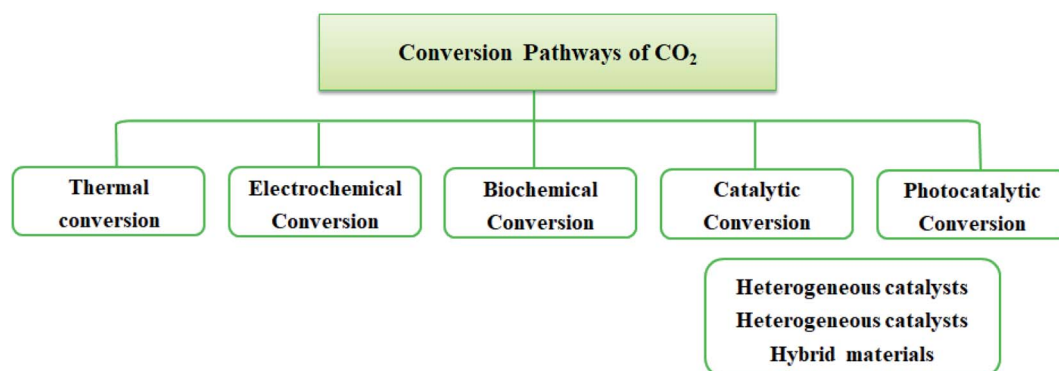 Conversion Pathways of CO₂
Thermal
conversion
Electrochemical
Conversion
Biochemical
Conversion
Catalytic
Conversion
Photocatalytic
Conversion
Heterogeneous catalysts
Heterogeneous catalysts
Hybrid materials